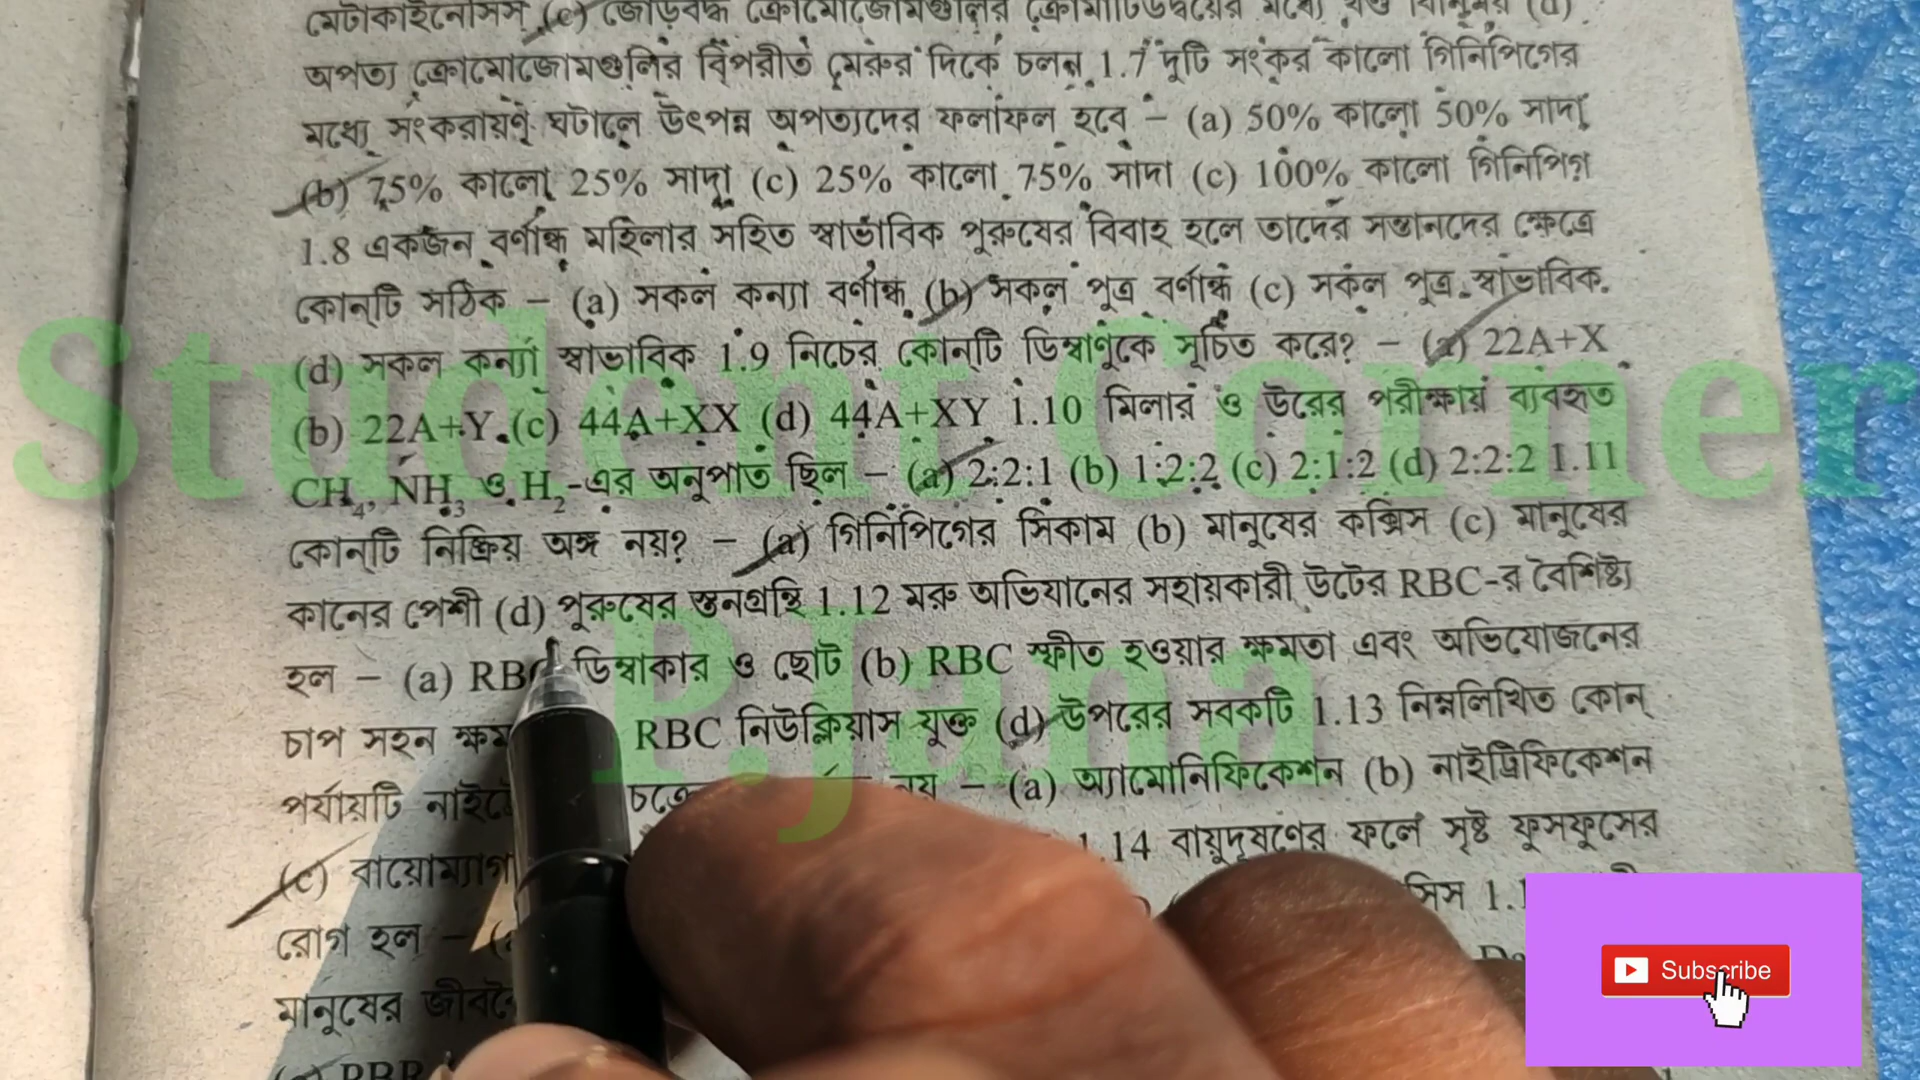 মেটাকাইনেসিস (c) জোড়বদ্ধ ক্রোমোজোমগুলির ক্রোমাটিডদ্বয়ের মধ্যে খণ্ড বিনিময় (d)
অপত্য ক্রোমোজোমগুলির বিপরীত মেরুর দিকে চলন 1.7 দুটি সংকর কালো গিনিপিগের
মধ্যে সংকরায়ণ ঘটালে উৎপন্ন অপত্যদের ফলাফল হবে – (a) 50% কালো 50% সাদা
(b) 75% কালো 25% সাদা (c) 25% কালো 75% সাদা (c) 100% কালো গিনিপিগ
1.8 একজন বর্ণান্ধ মহিলার সহিত স্বাভাবিক পুরুষের বিবাহ হলে তাদের সন্তানদের ক্ষেত্রে
কোন্‌টি সঠিক – (a) সকল কন্যা বর্ণান্ধ (b) সকল পুত্র বর্ণান্ধ (c) সকল পুত্র স্বাভাবিক
(d) সকল কন্যা স্বাভাবিক 1.9 নিচের কোন্‌টি ডিম্বাণুকে সূচিত করে? – (a) 22A+X
(b) 22A+Y (c) 44A+XX (d) 44A+XY 1.10 মিলার ও উরের পরীক্ষায় ব্যবহৃত
CH₄, NH₃ ও H₂-এর অনুপাত ছিল – (a) 2:2:1 (b) 1:2:2 (c) 2:1:2 (d) 2:2:2 1.11
কোন্‌টি নিষ্ক্রিয় অঙ্গ নয়? – (a) গিনিপিগের সিকাম (b) মানুষের কক্সিস (c) মানুষের
কানের পেশী (d) পুরুষের স্তনগ্রন্থি 1.12 মরু অভিযানের সহায়কারী উটের RBC-র বৈশিষ্ট্য
হল – (a) RBC ডিম্বাকার ও ছোট (b) RBC স্ফীত হওয়ার ক্ষমতা এবং অভিযোজনের
চাপ সহন RBC নিউক্লিয়াস যুক্ত (d) উপরের সবকটি 1.13 নিম্নলিখিত কোন্
পর্যায়টি নয় – (a) অ্যামোনিফিকেশন (b) নাইট্রিফিকেশন
(c) 1.14 বায়ুদূষণের ফলে সৃষ্ট ফুসফুসের
রোগ হল –
মানুষের
Student Corner
P.Jana
Subscribe